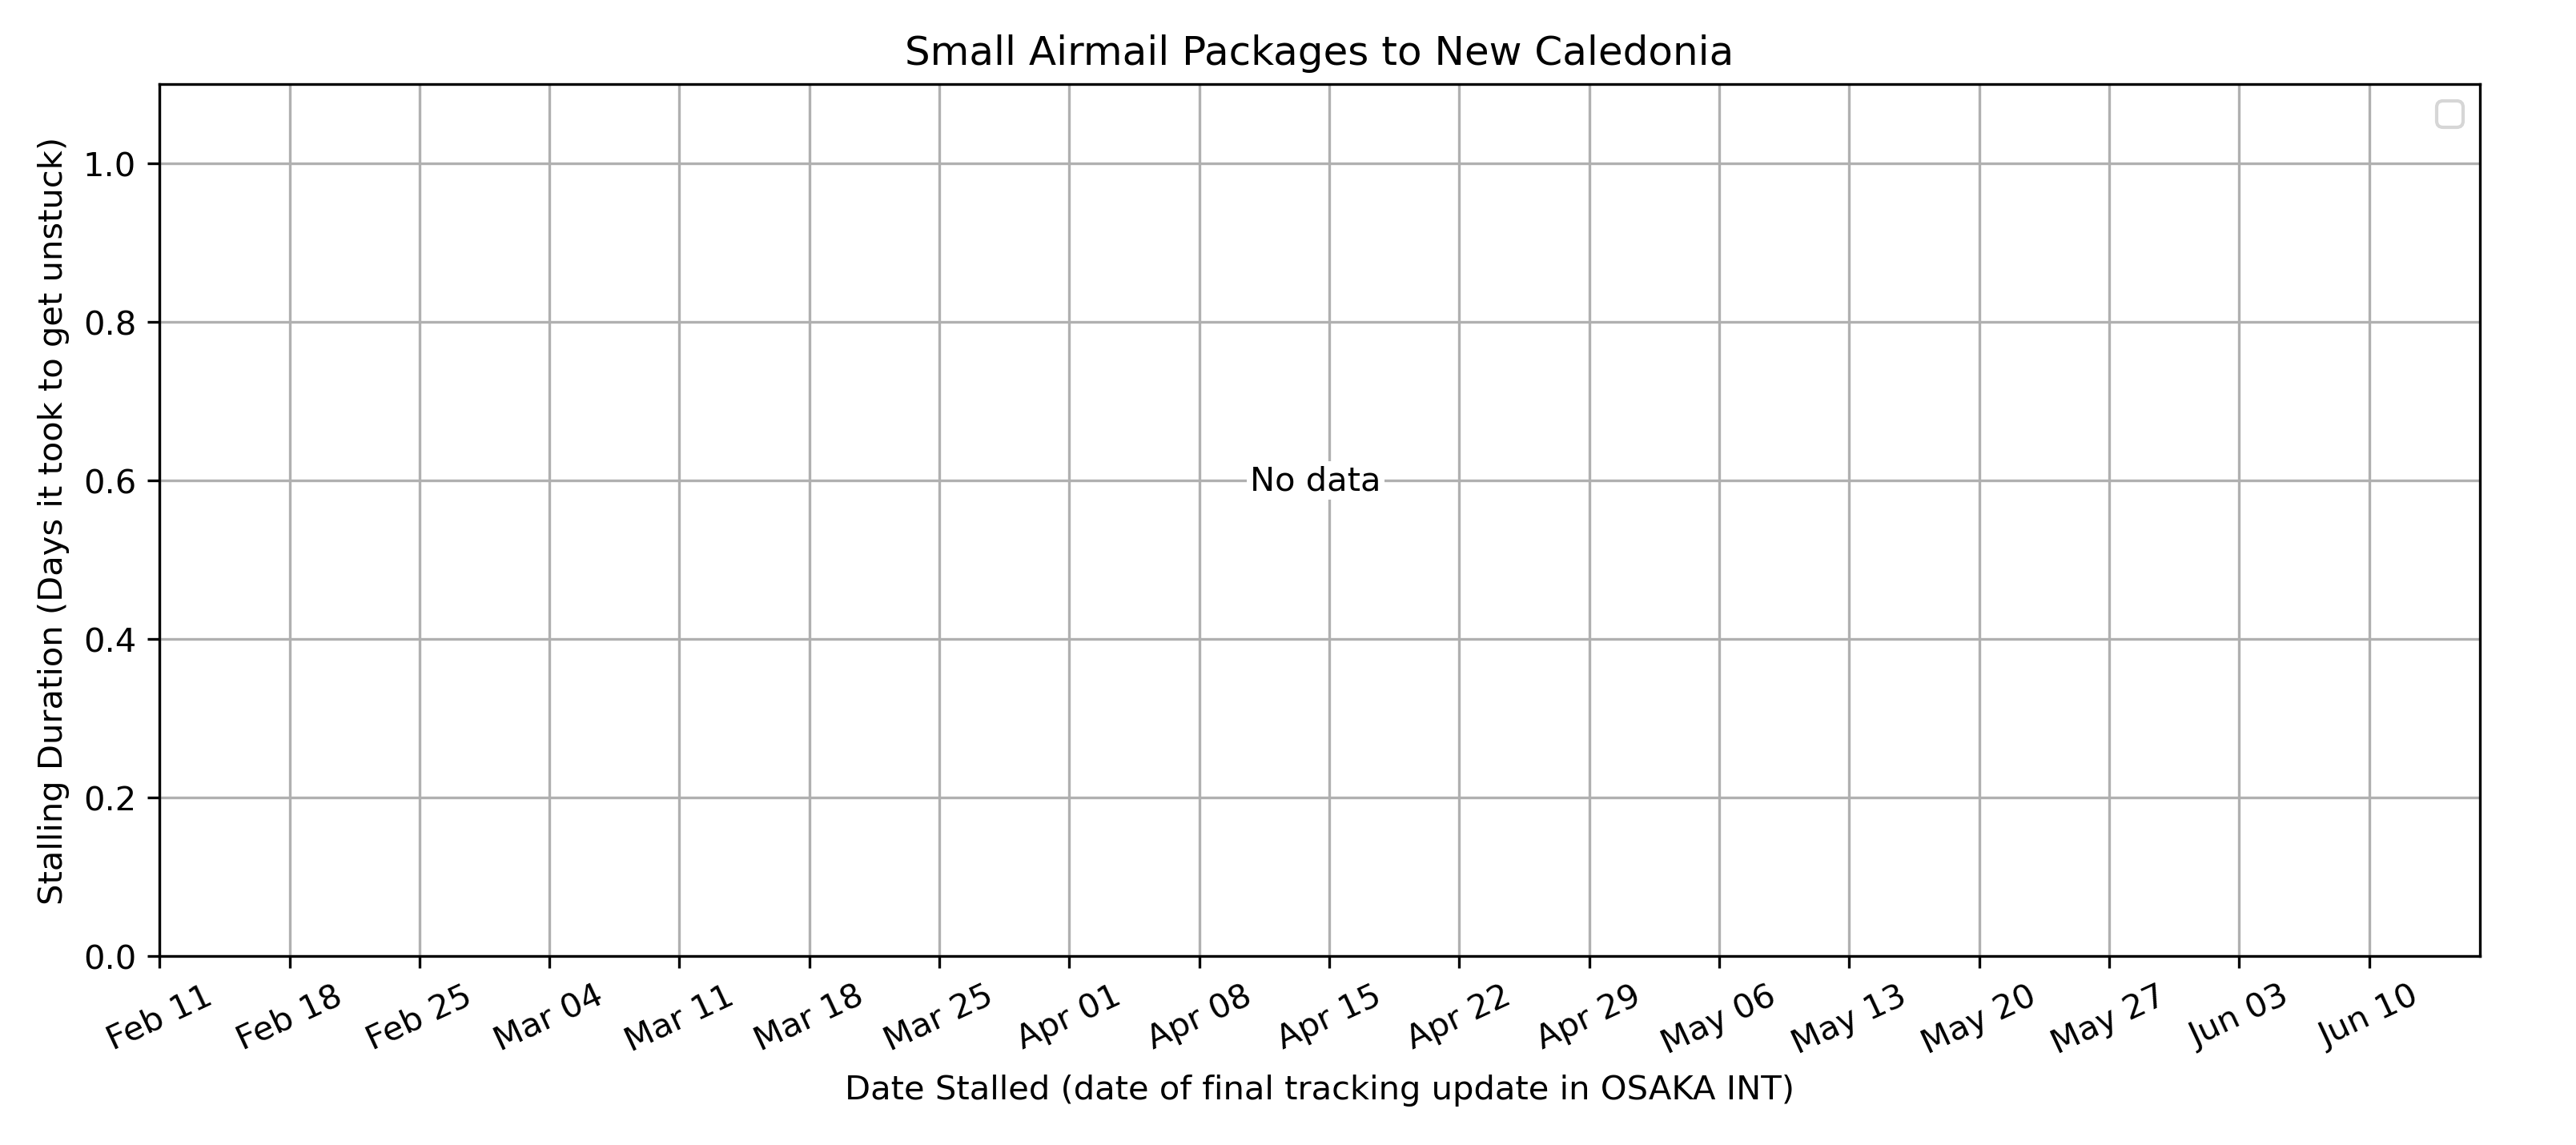 Small Airmail Packages to New Caledonia
Stalling Duration (Days it took to get unstuck)
1.0
0.8
0.6
0.4
0.2
0.0
No data
Feb 11 Feb 18 Feb 25 Mar 04 Mar 11 Mar 18 Mar 25 Apr 01 Apr 08 Apr 15 Apr 22 Apr 29 May 06 May 13 May 20 May 27 Jun 03 Jun 10
Date Stalled (date of final tracking update in OSAKA INT)